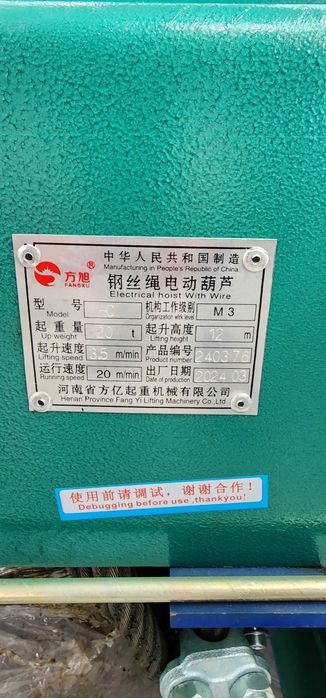 中华人民共和国制造
Manufacturing in People's Republic of China
方旭®
FANGXU
钢丝绳电动葫芦
Electrical hoist With Wire
型 号
Model
机构工作级别
Organization work level
M 3
起重量
Up weight
20 t
起升高度
Lifting height
12 m
起升速度
Lifting speed
3.5 m/min
产品编号
Product number
2403 76
运行速度
Running speed
20 m/min
出厂日期
Date of production
2024.03
河南省方亿起重机械有限公司
Henan Province Fang Yi Lifting Machinery Co.,Ltd
使用前请调试，谢谢合作！
Debugging before use ,thankyou!